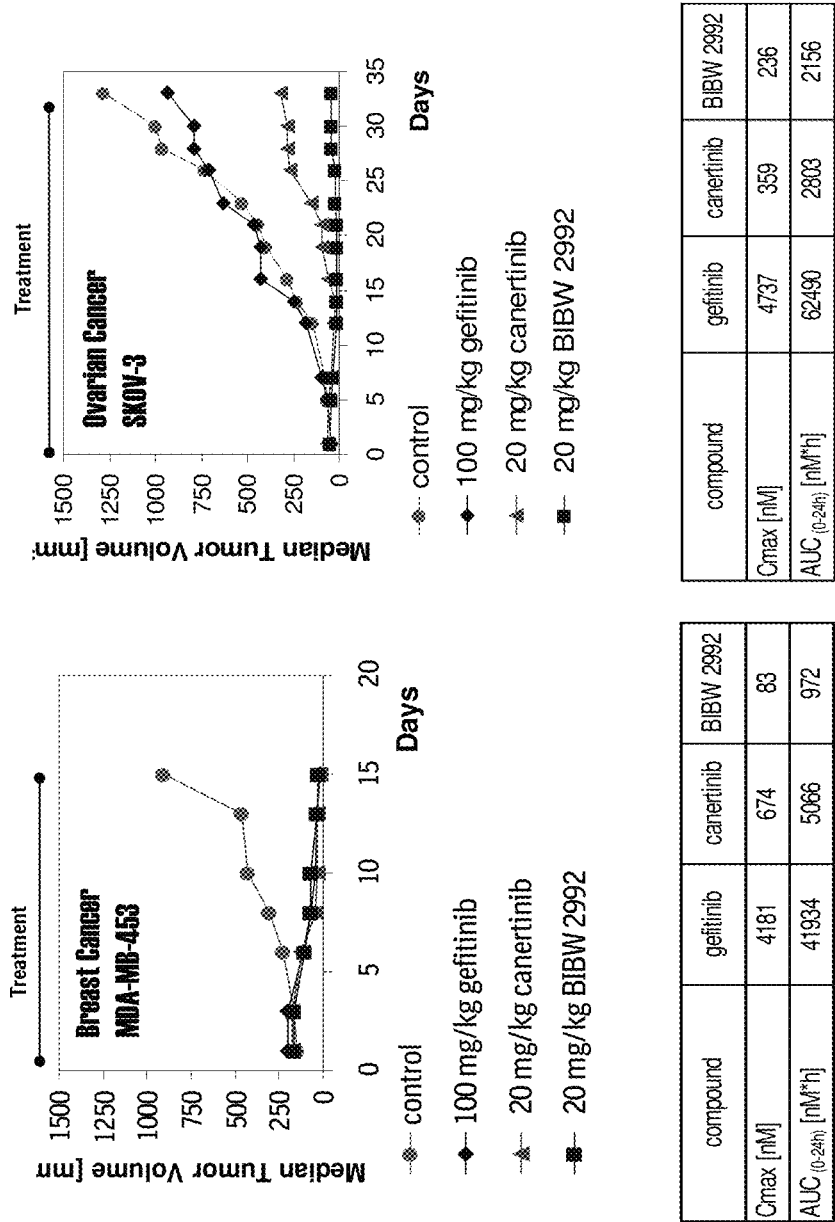 Treatment
Breast Cancer
MDA-MB-453
Median Tumor Volume [mm
1500
1250
1000
750
500
250
0
0 5 10 15 20
Days
control
100 mg/kg gefitinib
20 mg/kg canertinib
20 mg/kg BIBW 2992
compound gefitinib canertinib BIBW 2992
Cmax [nM] 4181 674 83
AUC (0-24h) [nM*h] 41934 5066 972
Treatment
Ovarian Cancer
SKOV-3
Median Tumor Volume [mm
1500
1250
1000
750
500
250
0
0 5 10 15 20 25 30 35
Days
control
100 mg/kg gefitinib
20 mg/kg canertinib
20 mg/kg BIBW 2992
compound gefitinib canertinib BIBW 2992
Cmax [nM] 4737 359 236
AUC (0-24h) [nM*h] 62490 2803 2156